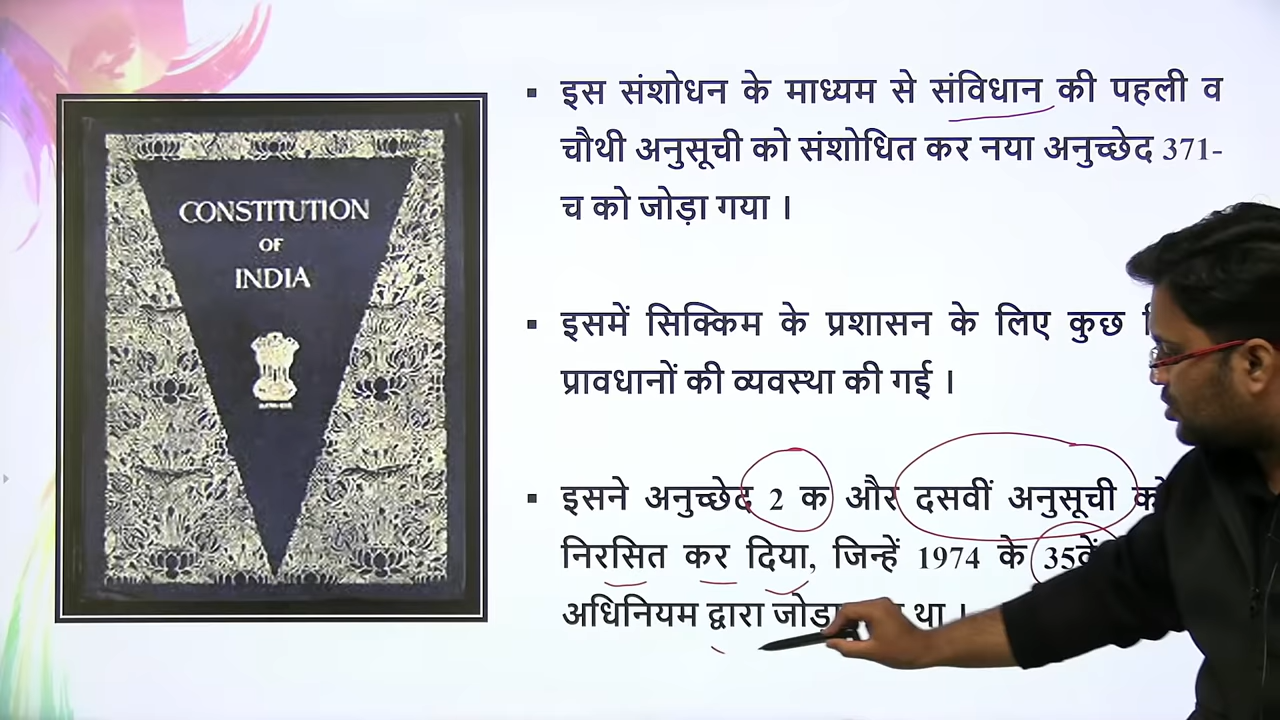 CONSTITUTION
OF
INDIA
▪ इस संशोधन के माध्यम से संविधान की पहली व
चौथी अनुसूची को संशोधित कर नया अनुच्छेद 371-
च को जोड़ा गया ।
▪ इसमें सिक्किम के प्रशासन के लिए कुछ
प्रावधानों की व्यवस्था की गई ।
▪ इसने अनुच्छेद 2 क और दसवीं अनुसूची को
निरसित कर दिया, जिन्हें 1974 के 35वें
अधिनियम द्वारा था ।